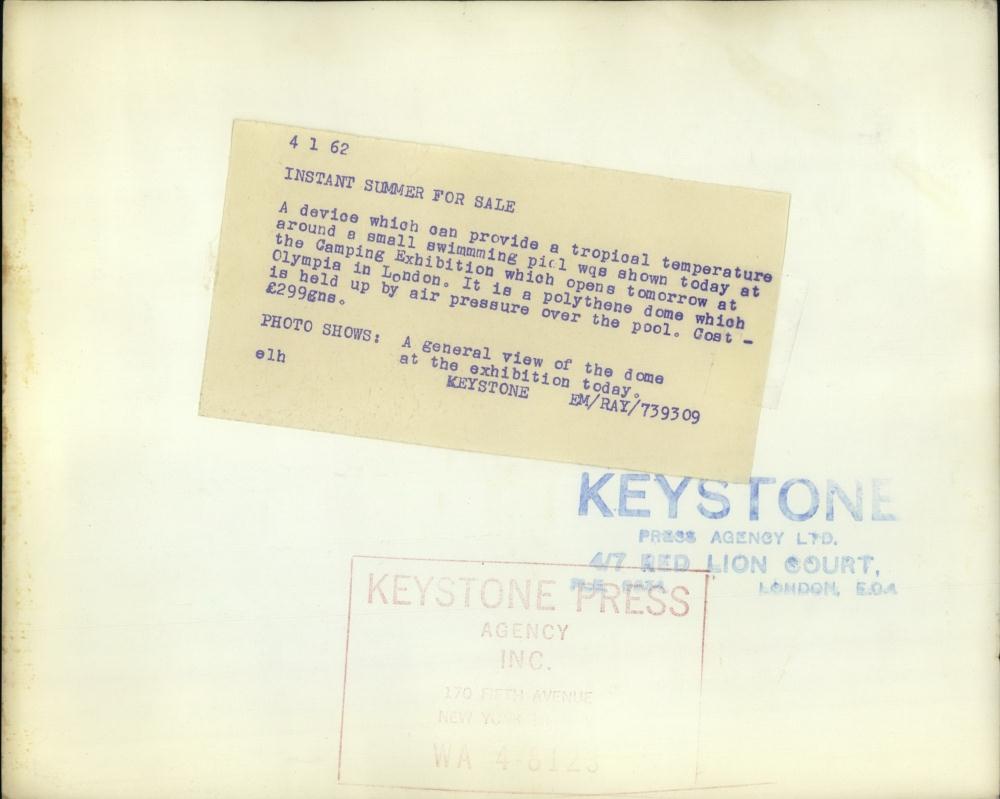 4 1 62
INSTANT SUMMER FOR SALE
A device which can provide a tropical temperature
around a small swimmming piol wqs shown today at
the Camping Exhibition which opens tomorrow at
Olympia in London. It is a polythene dome which
is held up by air pressure over the pool. Cost -
£299gns.
PHOTO SHOWS: A general view of the dome
at the exhibition today.
elh
KEYSTONE EM/RAY/739309
KEYSTONE
PRESS AGENCY LTD.
4/7 RED LION COURT,
LONDON, E.C.4
KEYSTONE PRESS
AGENCY
INC.
170 FIFTH AVENUE
NEW YORK
WA 4-8123